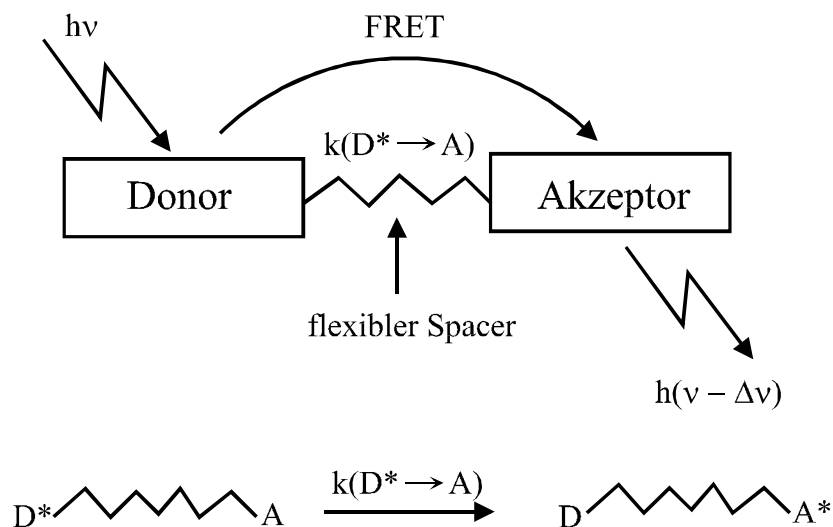 hν
FRET
k(D* → A)
Donor
Akzeptor
flexibler Spacer
h(ν − Δν)
D* A k(D* → A) D A*